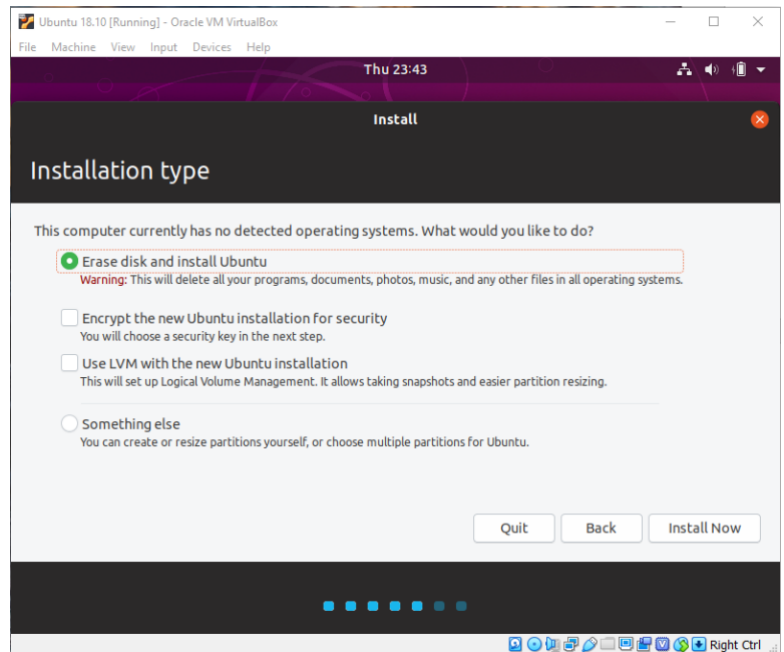 Ubuntu 18.10 [Running] - Oracle VM VirtualBox
File Machine View Input Devices Help
Thu 23:43
Install
Installation type
This computer currently has no detected operating systems. What would you like to do?
Erase disk and install Ubuntu
Warning: This will delete all your programs, documents, photos, music, and any other files in all operating systems.
Encrypt the new Ubuntu installation for security
You will choose a security key in the next step.
Use LVM with the new Ubuntu installation
This will set up Logical Volume Management. It allows taking snapshots and easier partition resizing.
Something else
You can create or resize partitions yourself, or choose multiple partitions for Ubuntu.
Quit Back Install Now
Right Ctrl